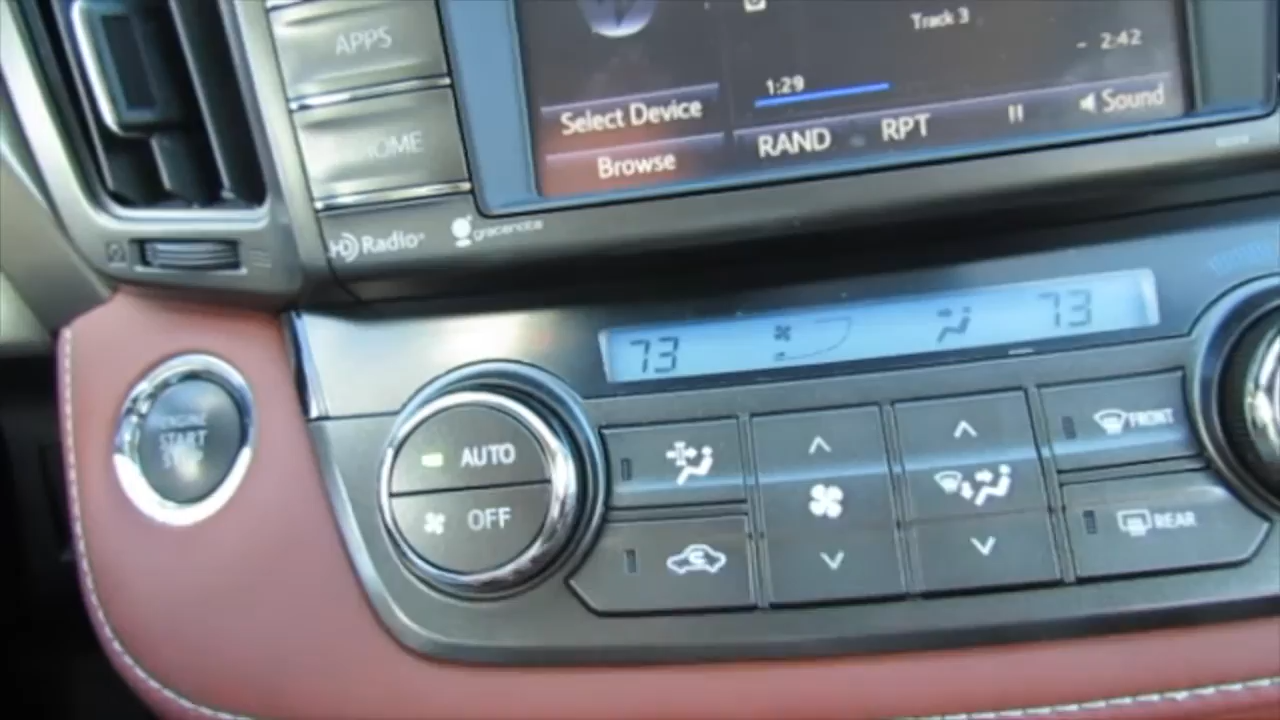 APPS
HOME
Track 3
1:29
- 2:42
Select Device
Browse
RAND
RPT
Sound
HD Radio
gracenote
73
73
START
AUTO
OFF
FRONT
REAR